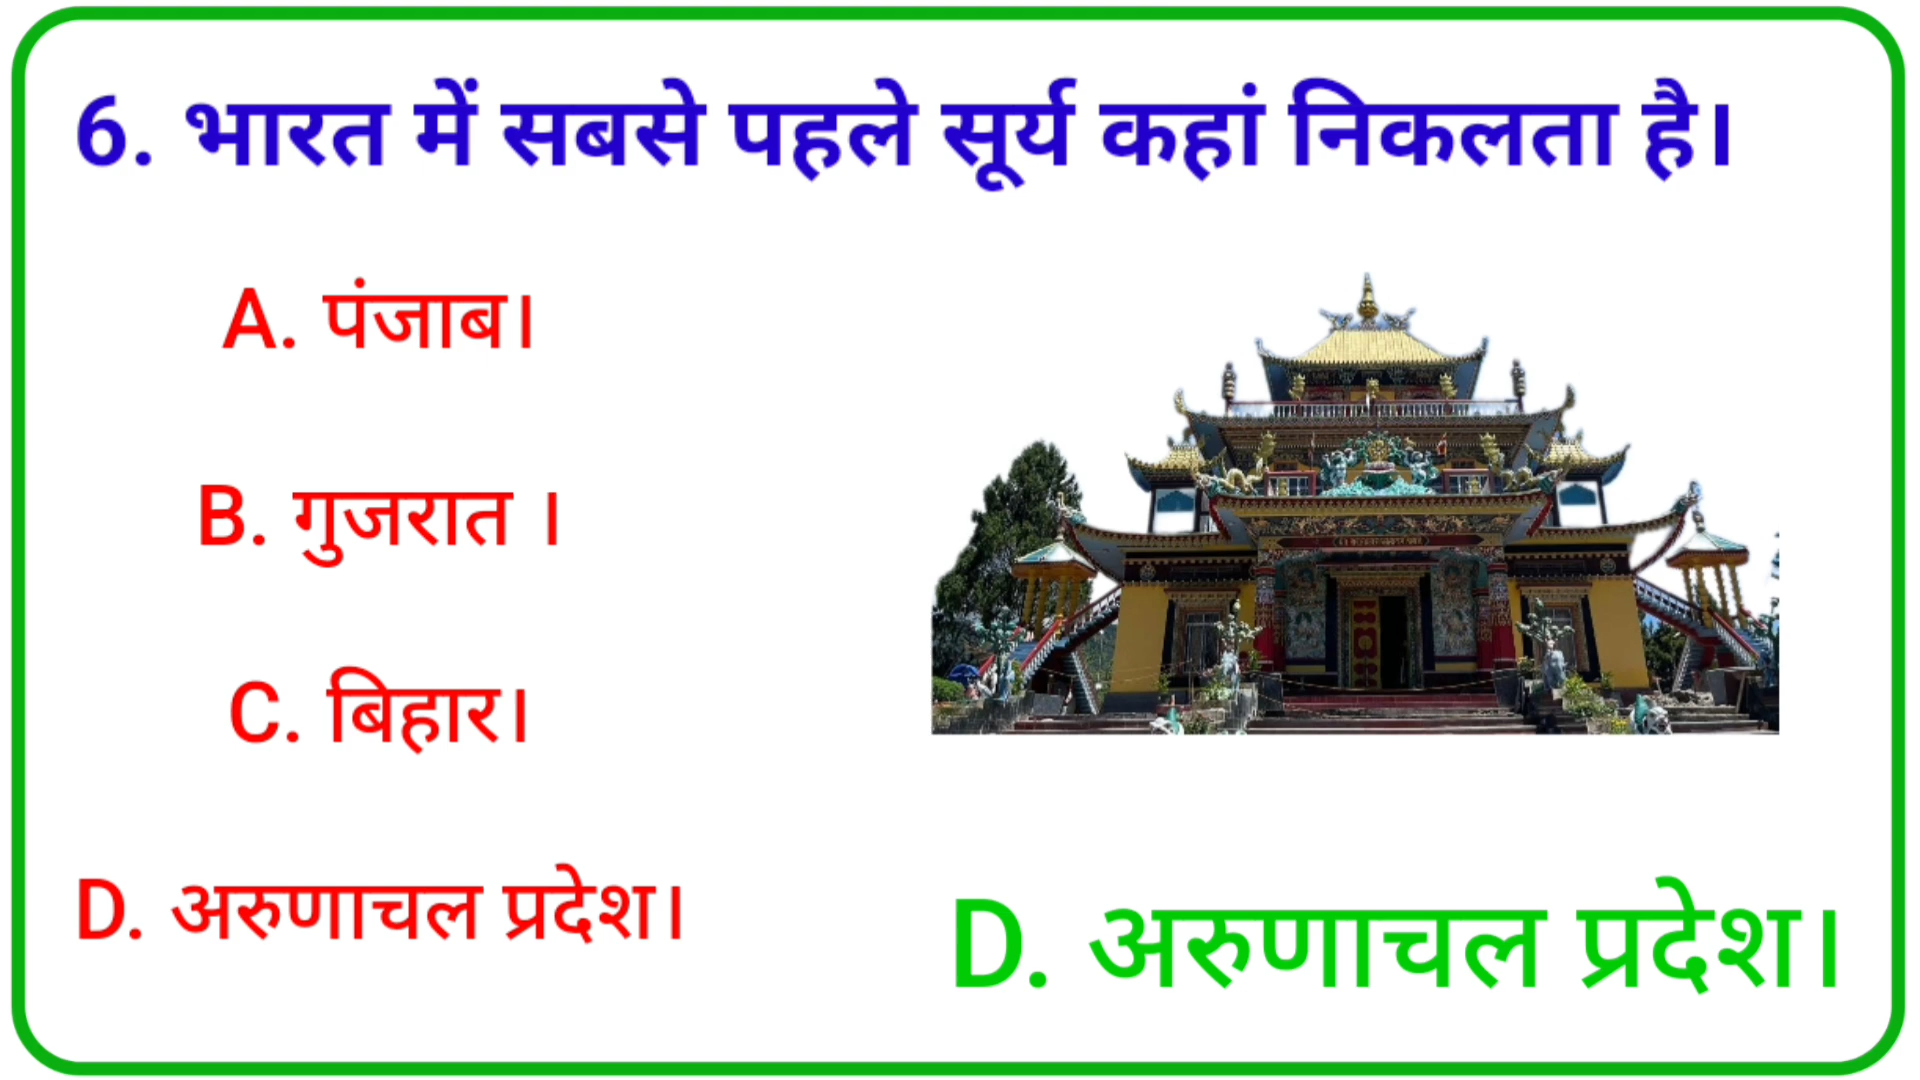 6. भारत में सबसे पहले सूर्य कहां निकलता है।
A. पंजाब।
B. गुजरात ।
C. बिहार।
D. अरुणाचल प्रदेश।
D. अरुणाचल प्रदेश।